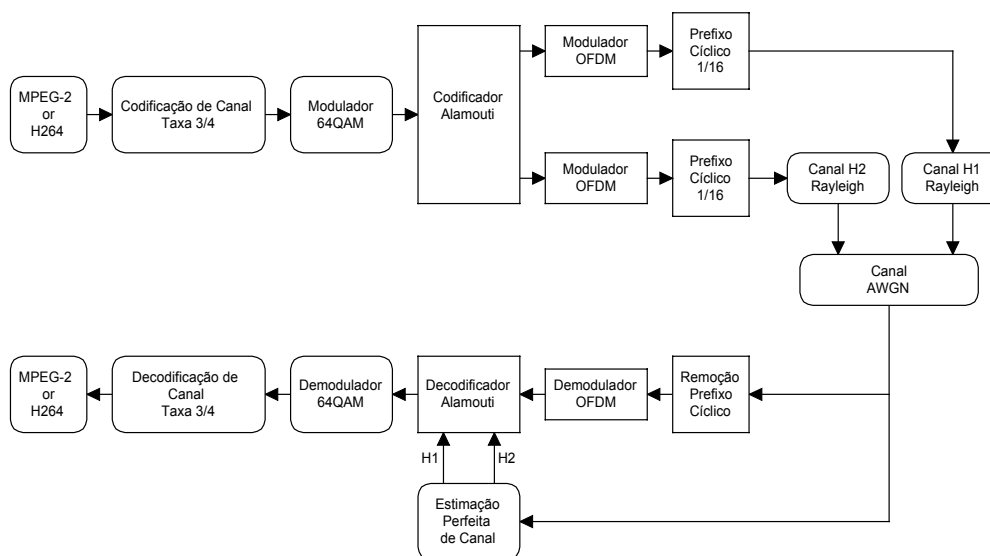 MPEG-2
or
H264
Codificação de Canal
Taxa 3/4
Modulador
64QAM
Codificador
Alamouti
Modulador
OFDM
Prefixo
Cíclico
1/16
Modulador
OFDM
Prefixo
Cíclico
1/16
Canal H2
Rayleigh
Canal H1
Rayleigh
Canal
AWGN
MPEG-2
or
H264
Decodificação de
Canal
Taxa 3/4
Demodulador
64QAM
Decodificador
Alamouti
Demodulador
OFDM
Remoção
Prefixo
Cíclico
H1
H2
Estimação
Perfeita
de Canal